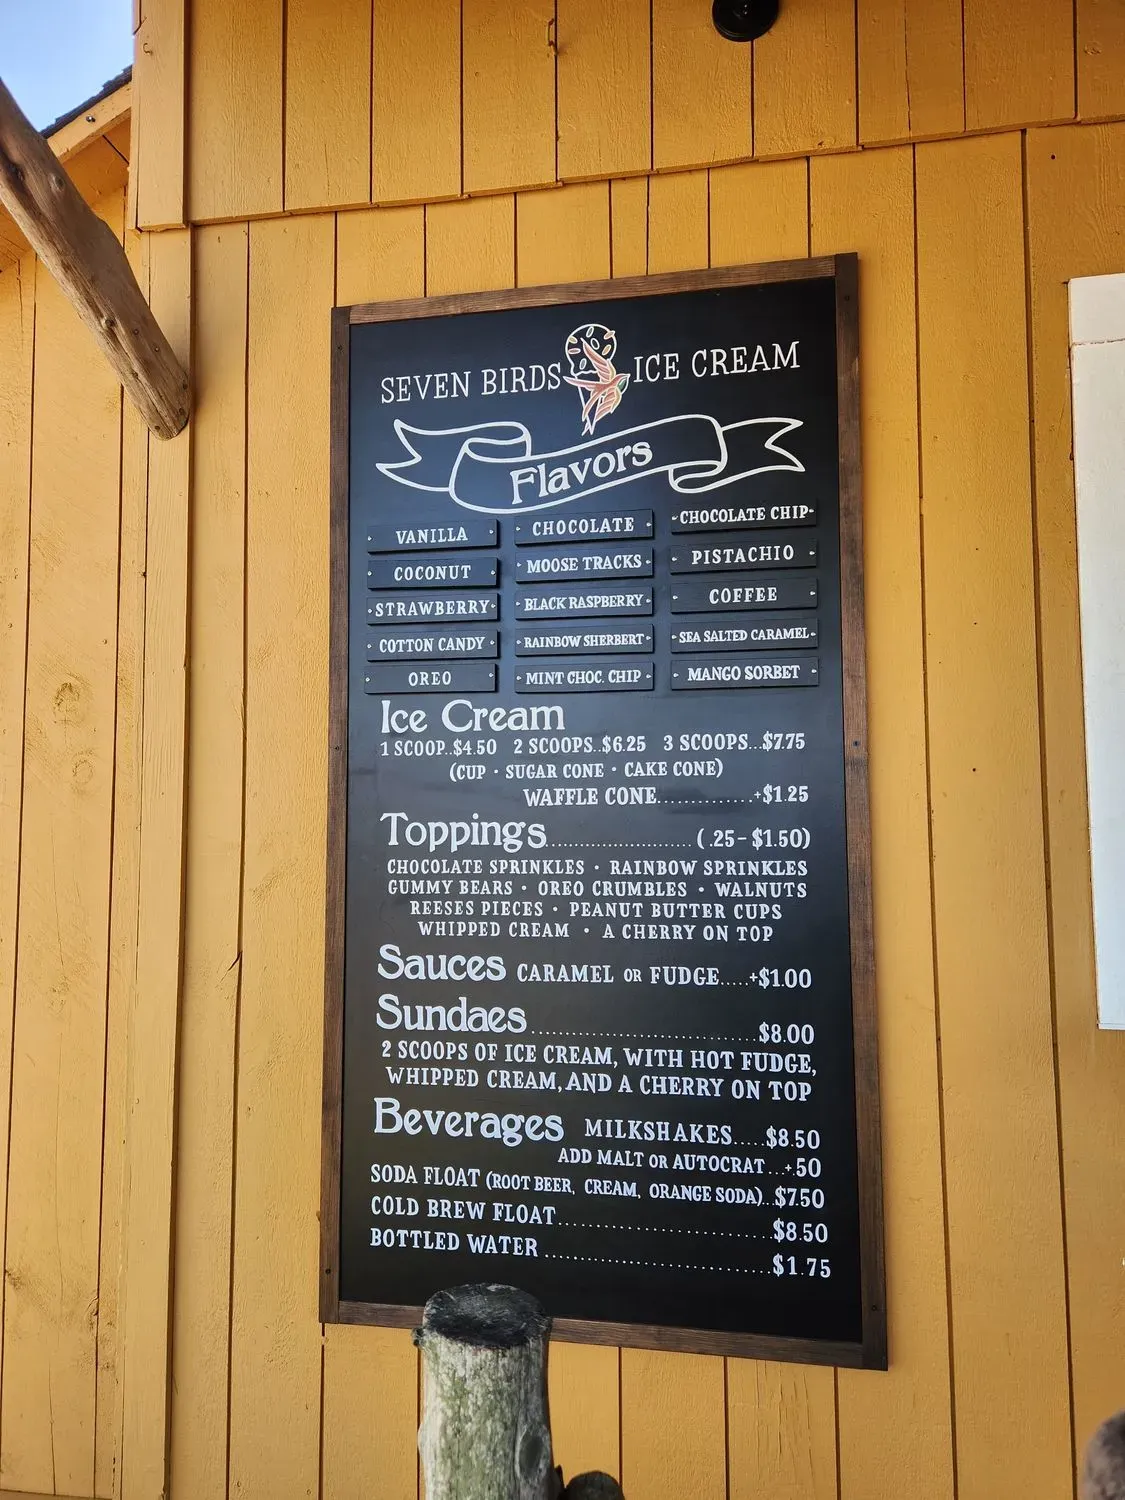 SEVEN BIRDS ICE CREAM
Flavors
VANILLA CHOCOLATE CHOCOLATE CHIP
COCONUT MOOSE TRACKS PISTACHIO
STRAWBERRY BLACK RASPBERRY COFFEE
COTTON CANDY RAINBOW SHERBERT SEA SALTED CARAMEL
OREO MINT CHOC. CHIP MANGO SORBET
Ice Cream
1 SCOOP..$4.50 2 SCOOPS..$6.25 3 SCOOPS...$7.75
(CUP • SUGAR CONE • CAKE CONE)
WAFFLE CONE..............+$1.25
Toppings..........................(.25-$1.50)
CHOCOLATE SPRINKLES • RAINBOW SPRINKLES
GUMMY BEARS • OREO CRUMBLES • WALNUTS
REESES PIECES • PEANUT BUTTER CUPS
WHIPPED CREAM • A CHERRY ON TOP
Sauces CARAMEL OR FUDGE.....+$1.00
Sundaes..............................$8.00
2 SCOOPS OF ICE CREAM, WITH HOT FUDGE,
WHIPPED CREAM, AND A CHERRY ON TOP
Beverages MILKSHAKES.....$8.50
ADD MALT OR AUTOCRAT...+.50
SODA FLOAT (ROOT BEER, CREAM, ORANGE SODA)...$7.50
COLD BREW FLOAT..........................$8.50
BOTTLED WATER............................$1.75